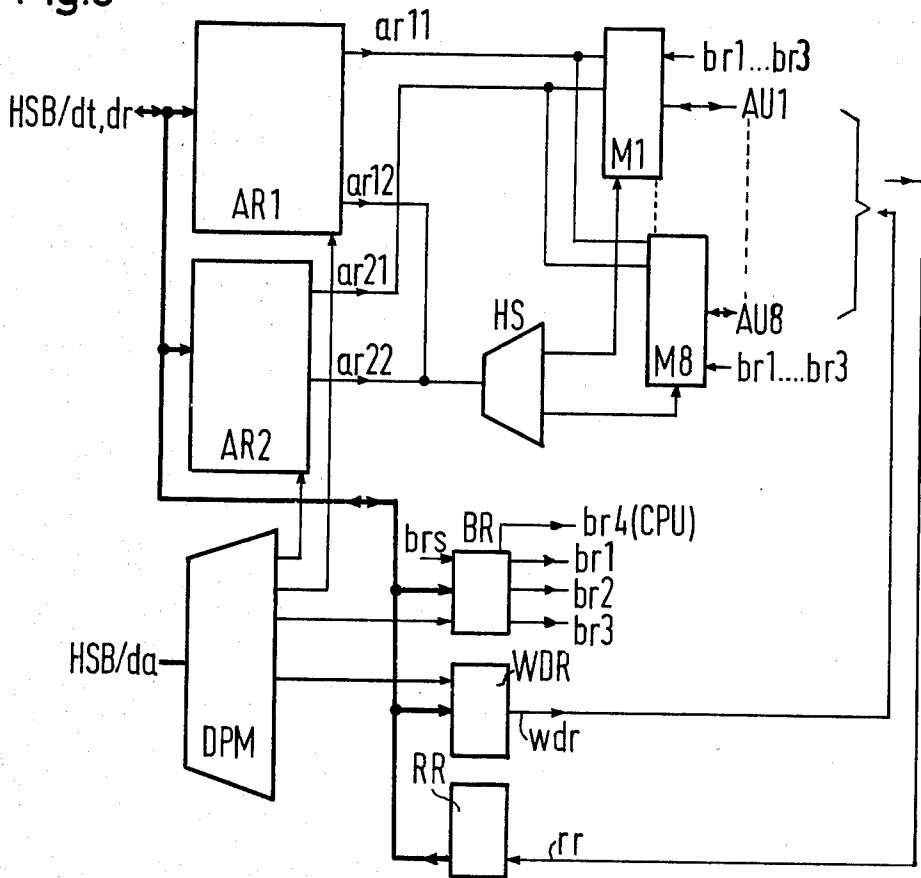 ar11
br1...br3
HSB/dt,dr
AU1
M1
ar12
AR1
ar21
HS
AU8
ar22
M8
br1....br3
AR2
br4(CPU)
BR
brs
br1
br2
br3
HSB/da
WDR
wdr
DPM
RR
rr